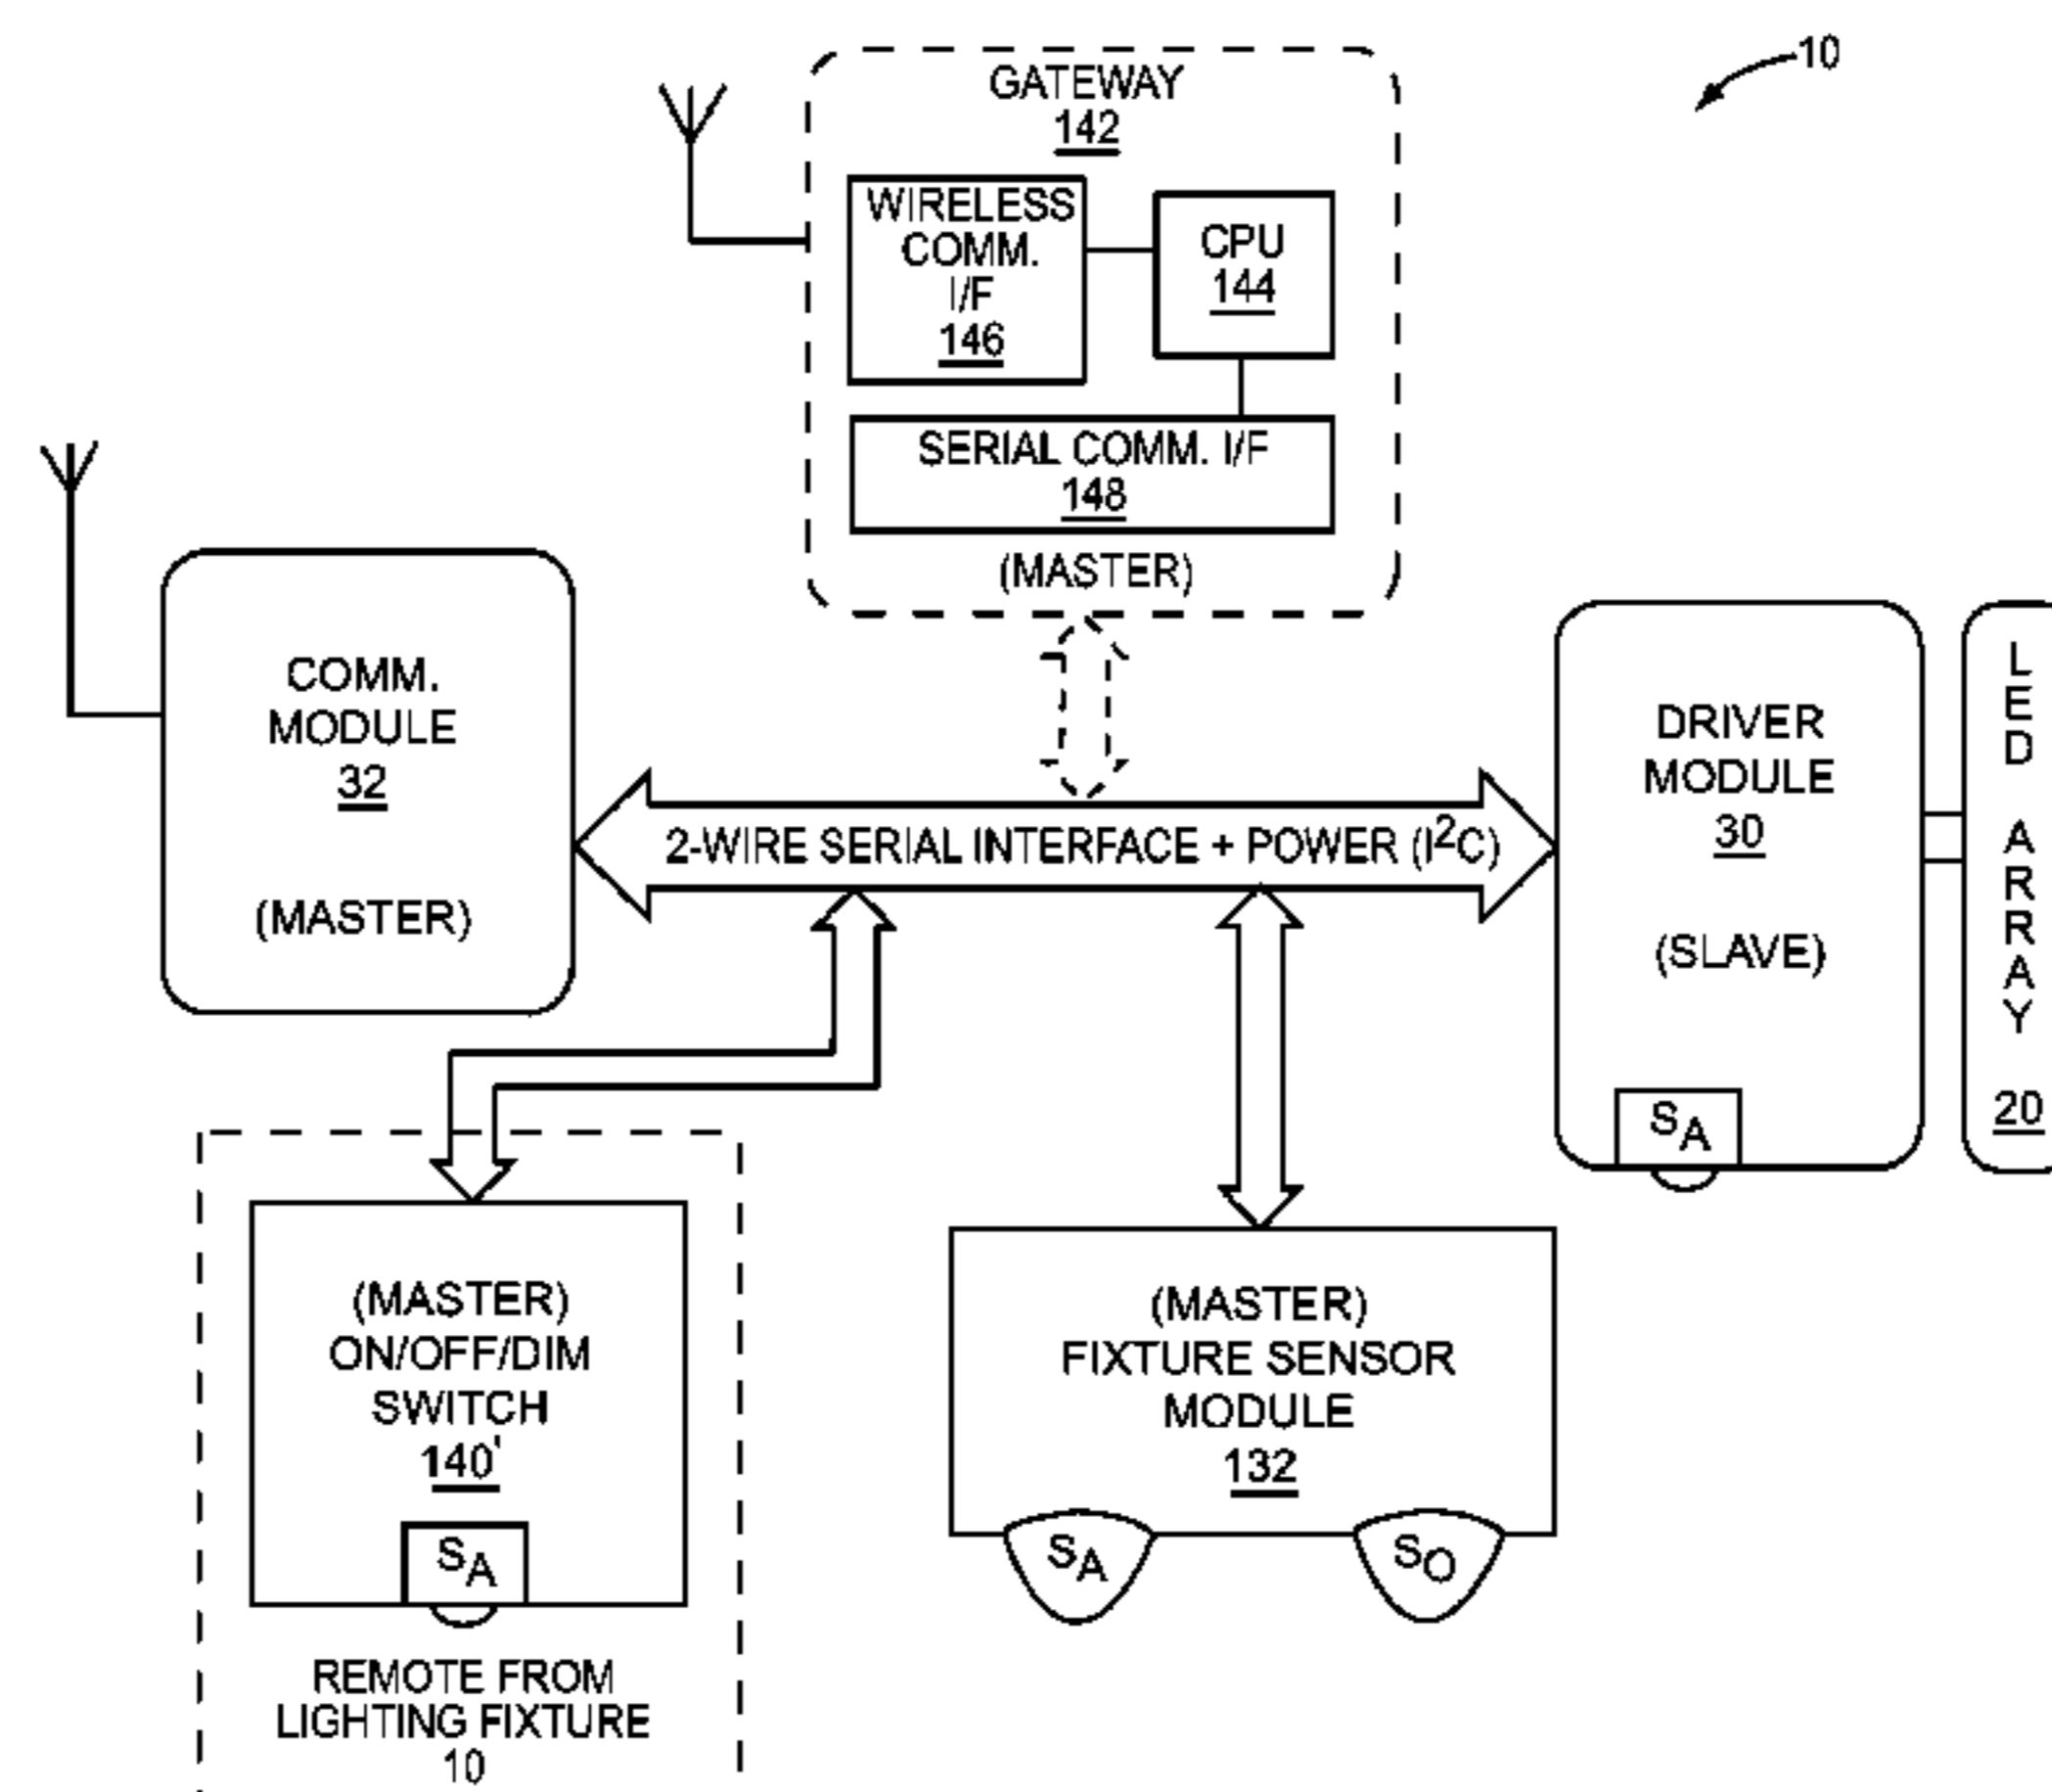 10
GATEWAY
142
WIRELESS
COMM.
I/F
146
CPU
144
SERIAL COMM. I/F
148
(MASTER)
COMM.
MODULE
32
(MASTER)
2-WIRE SERIAL INTERFACE + POWER (I²C)
DRIVER
MODULE
30
(SLAVE)
SA
LED ARRAY
20
(MASTER)
ON/OFF/DIM
SWITCH
140'
SA
REMOTE FROM
LIGHTING FIXTURE
10
(MASTER)
FIXTURE SENSOR
MODULE
132
SA
SO